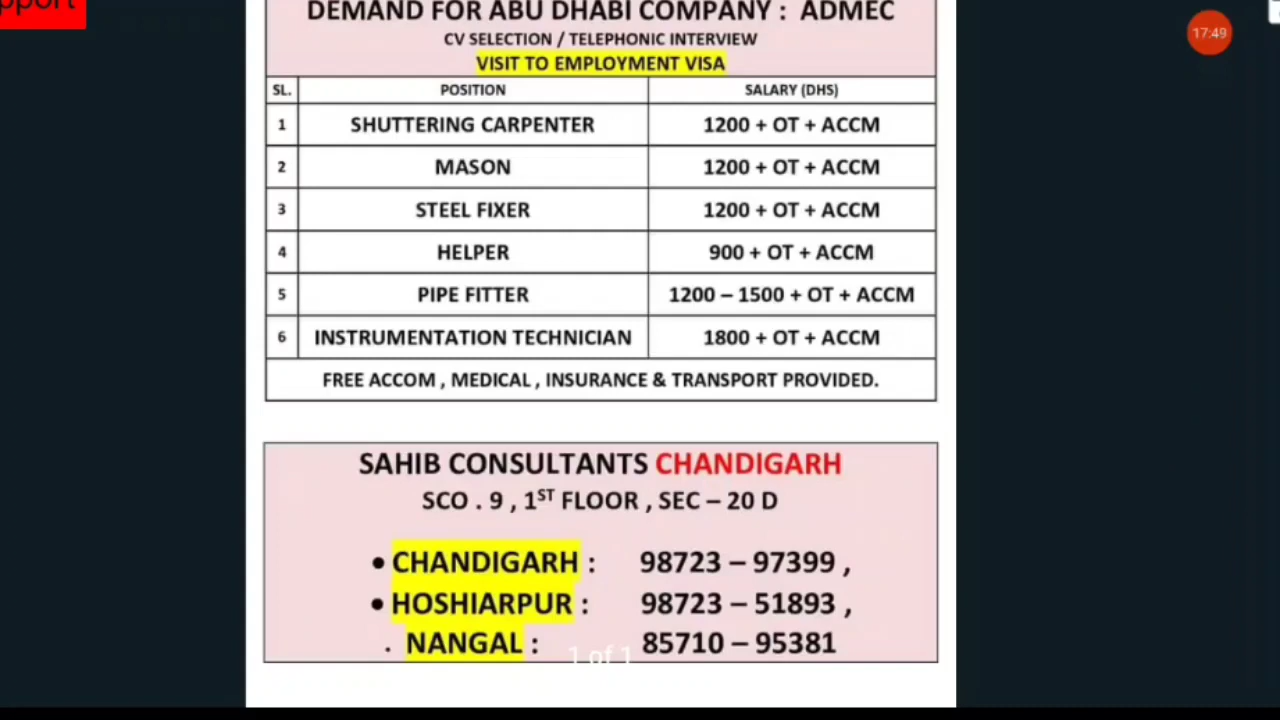 pport
17:49
DEMAND FOR ABU DHABI COMPANY : ADMEC
CV SELECTION / TELEPHONIC INTERVIEW
VISIT TO EMPLOYMENT VISA
SL. POSITION SALARY (DHS)
1 SHUTTERING CARPENTER 1200 + OT + ACCM
2 MASON 1200 + OT + ACCM
3 STEEL FIXER 1200 + OT + ACCM
4 HELPER 900 + OT + ACCM
5 PIPE FITTER 1200 – 1500 + OT + ACCM
6 INSTRUMENTATION TECHNICIAN 1800 + OT + ACCM
FREE ACCOM , MEDICAL , INSURANCE & TRANSPORT PROVIDED.
SAHIB CONSULTANTS CHANDIGARH
SCO . 9 , 1ST FLOOR , SEC – 20 D
• CHANDIGARH : 98723 – 97399 ,
• HOSHIARPUR : 98723 – 51893 ,
. NANGAL : 85710 – 95381
1 of 1